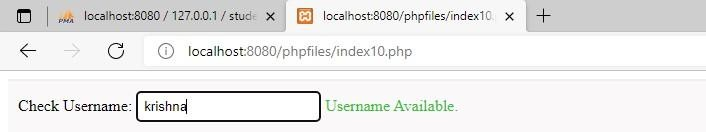 PMA
localhost:8080 / 127.0.0.1 / stude
localhost:8080/phpfiles/index10.
localhost:8080/phpfiles/index10.php
Check Username: krishna Username Available.